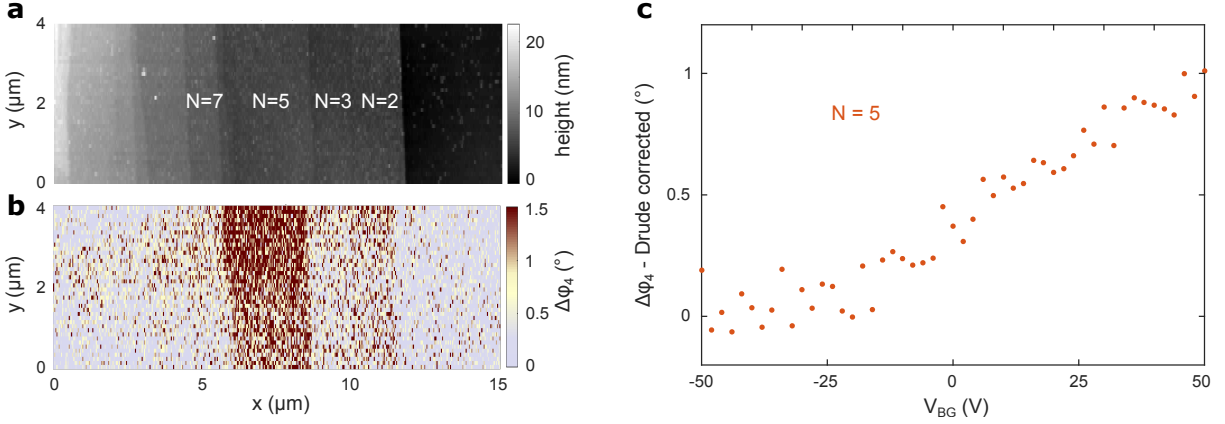 a
4
2
0
y (µm)
N=7 N=5 N=3 N=2
20
10
0
height (nm)
b
4
2
0
y (µm)
1.5
1
0.5
0
Δφ4 (°)
0 5 10 15
x (µm)
c
1
0.5
0
Δφ4 - Drude corrected (°)
N = 5
-50 -25 0 25 50
VBG (V)